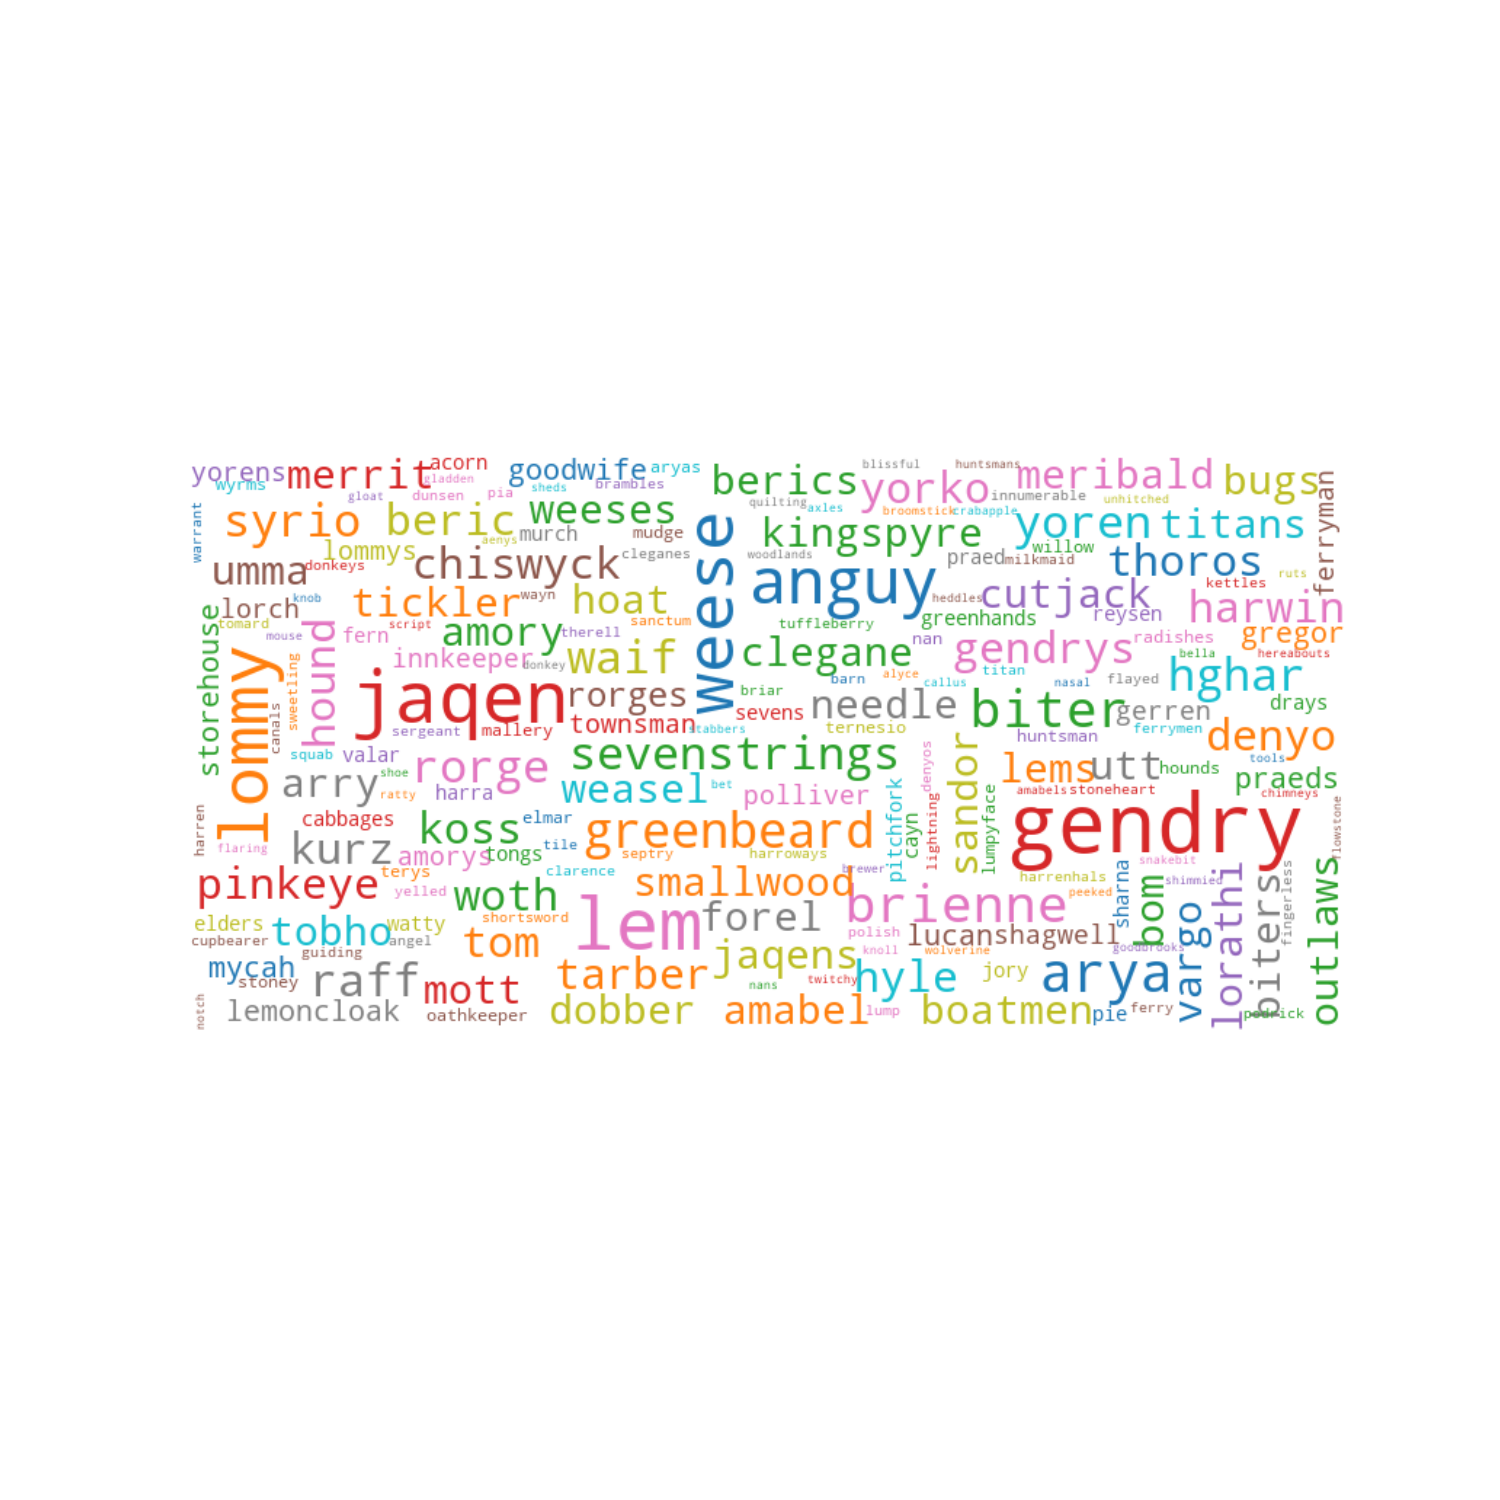 yorens
merrit
acorn
goodwife
aryas
berics
blissful
huntsmans
meribald
bugs
wyrms
gladden
sheds
brambles
yorko
innumerable
ferryman
gloat
dunsen
pia
quilting
axles
unhitched
warrant
syrio
beric
weeses
broomstick
crabapple
yoren
titans
aenys
murch
mudge
weese
kingspyre
lommys
chiswyck
cleganes
woodlands
praed
willow
milkmaid
thoros
umma
donkeys
anguy
kettles
ruts
knob
tickler
wayn
hoat
heddles
cutjack
harwin
storehouse
lorch
tomard
mouse
hound
fern
script
amory
therell
sanctum
tuffleberry
greenhands
reysen
nan
gendrys
radishes
gregor
innkeeper
donkey
waif
clegane
bella
hereabouts
lommy
sweetling
canals
jaqen
rorges
briar
barn
alyce
callus
titan
nasal
flayed
hghar
sergeant
mallery
townsman
stabbers
sevens
needle
ternesio
biter
gerren
drays
huntsman
ferrymen
denyo
squab
valar
sevenstrings
denyos
sandor
lems
utt
hounds
tools
arry
shoe
ratty
rorge
harra
weasel
bet
polliver
pitchfork
lightning
lumpyface
amabels
stoneheart
praeds
chimneys
harren
cabbages
koss
elmar
greenbeard
cayn
gendry
flowstone
flaring
kurz
amorys
tongs
tile
septry
harroways
brewer
snakebit
pinkeye
terys
yelled
clarence
woth
smallwood
harrenhals
peeked
sharna
shimmied
elders
watty
shortsword
lem
forel
brienne
bom
lorathi
biters
fingerless
outlaws
cupbearer
tobho
angel
tom
polish
lucan
shagwell
goodbrooks
vargo
guiding
jaqens
knoll
wolverine
mycah
stoney
raff
mott
tarber
nans
twitchy
hyle
jory
arya
notch
lemoncloak
oathkeeper
dobber
amabel
lump
boatmen
pie
ferry
podrick